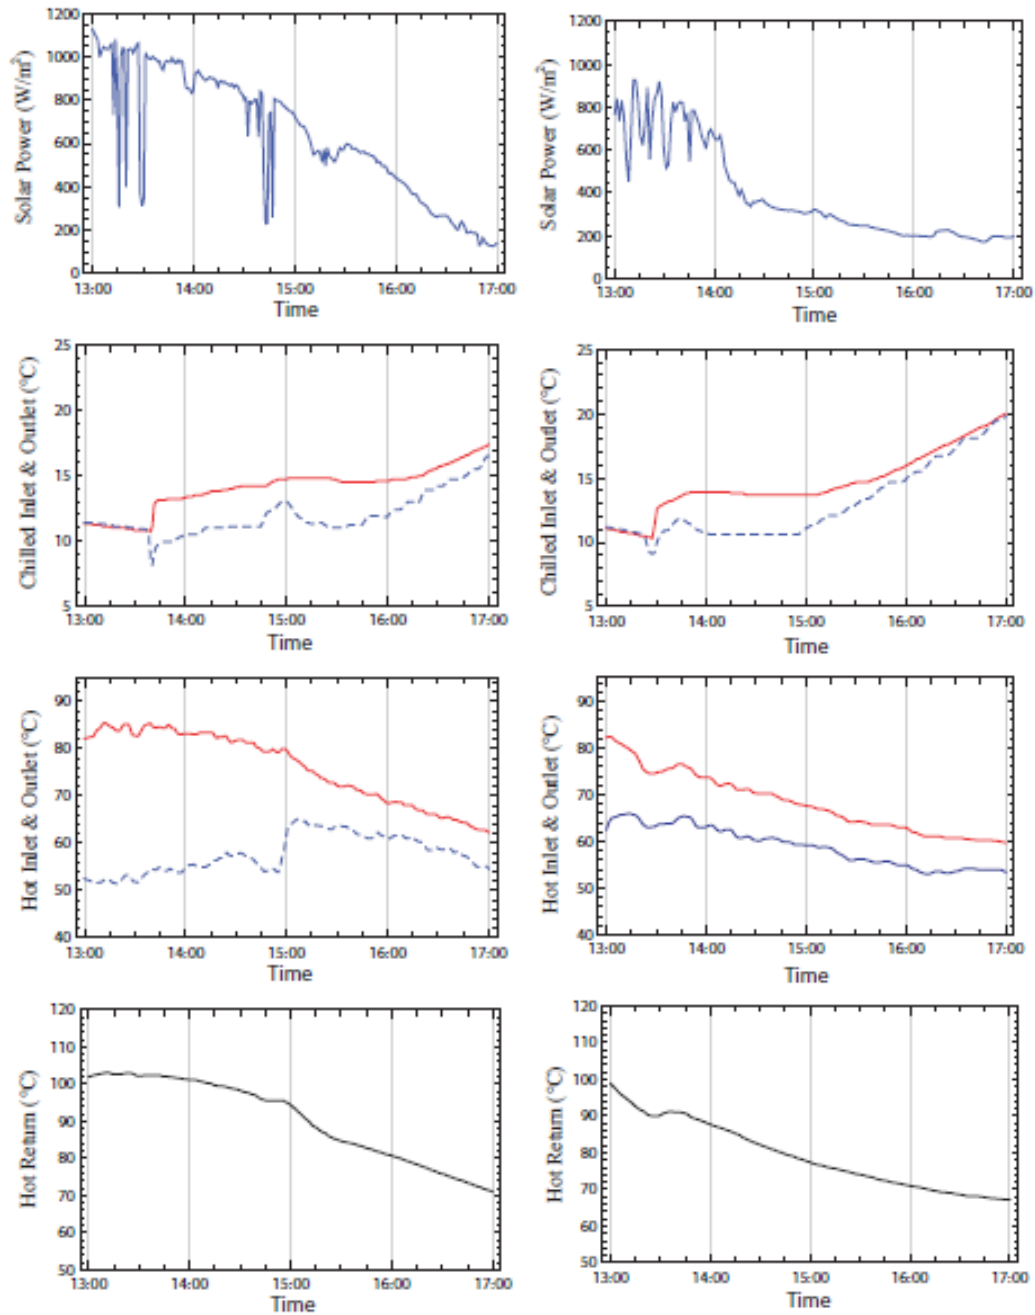 Solar Power (W/m²)
1200
1000
800
600
400
200
0
13:00 14:00 15:00 16:00 17:00
Time
Solar Power (W/m²)
1200
1000
800
600
400
200
0
13:00 14:00 15:00 16:00 17:00
Time
Chilled Inlet & Outlet (°C)
25
20
15
10
5
13:00 14:00 15:00 16:00 17:00
Time
Chilled Inlet & Outlet (°C)
25
20
15
10
5
13:00 14:00 15:00 16:00 17:00
Time
Hot Inlet & Outlet (°C)
90
80
70
60
50
40
13:00 14:00 15:00 16:00 17:00
Time
Hot Inlet & Outlet (°C)
90
80
70
60
50
40
13:00 14:00 15:00 16:00 17:00
Time
Hot Return (°C)
120
110
100
90
80
70
60
50
13:00 14:00 15:00 16:00 17:00
Time
Hot Return (°C)
120
110
100
90
80
70
60
50
13:00 14:00 15:00 16:00 17:00
Time